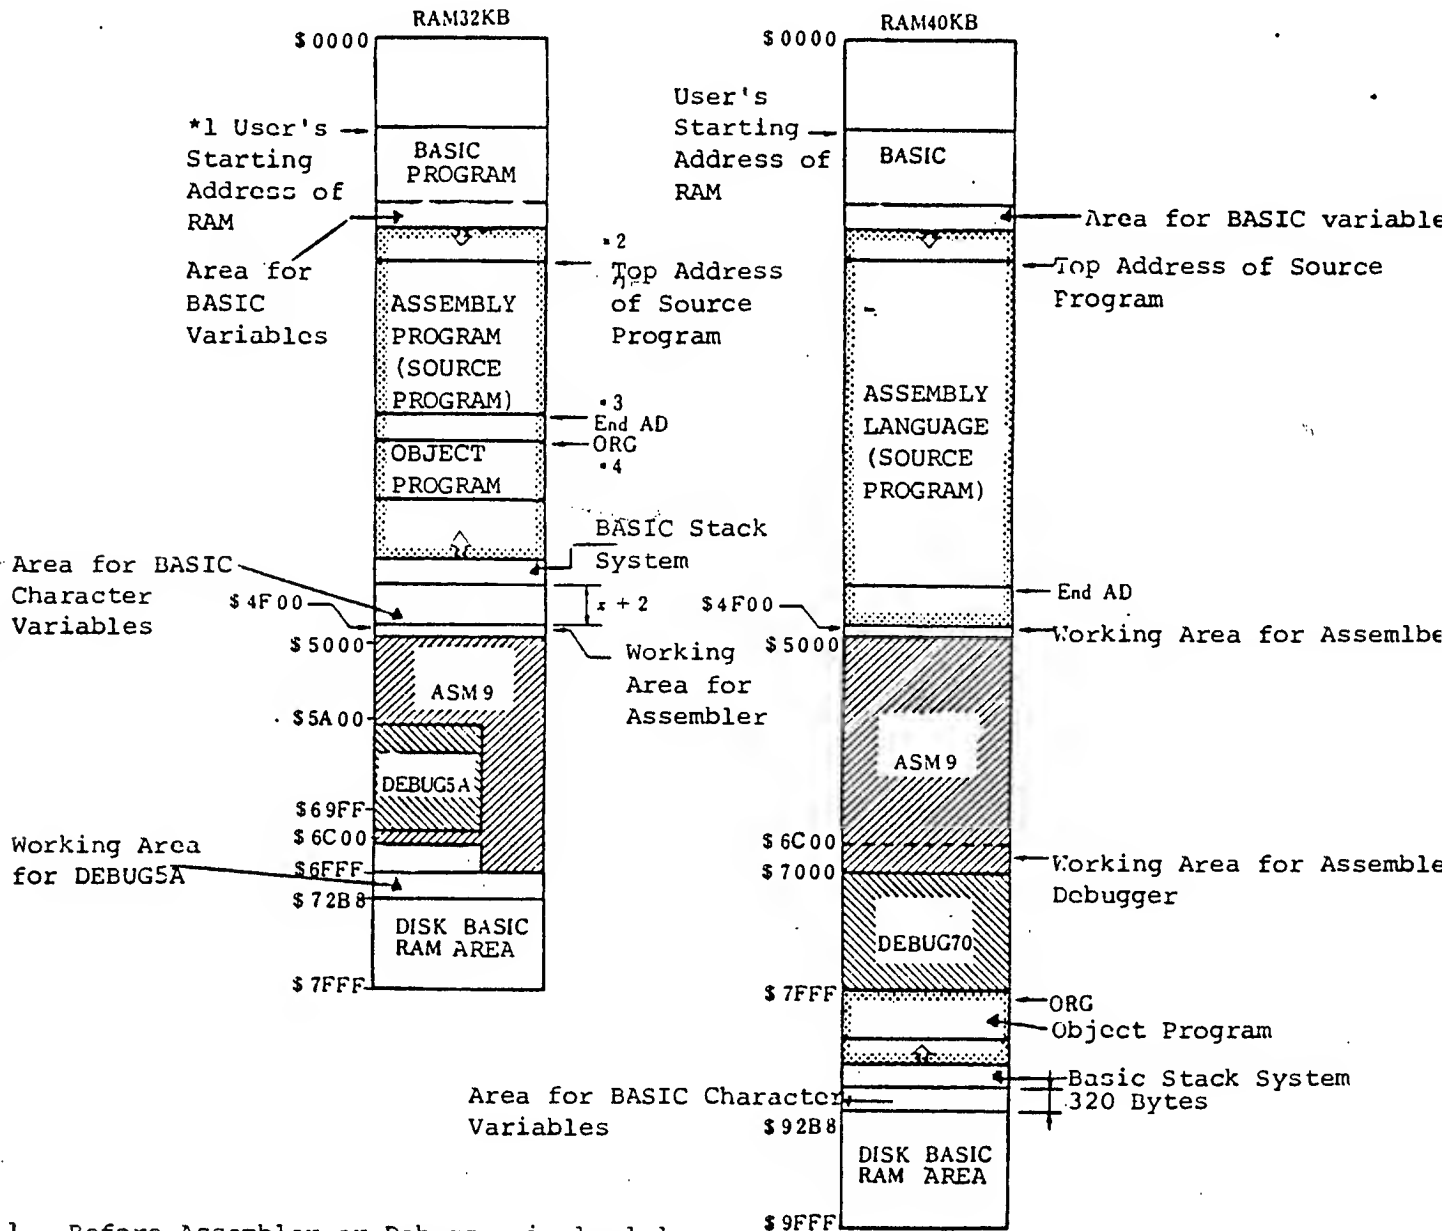 RAM32KB
$0000
*1 User's
Starting
Address of
RAM
BASIC
PROGRAM
Area for
BASIC
Variables
*2
Top Address
of Source
Program
ASSEMBLY
PROGRAM
(SOURCE
PROGRAM)
*3
End AD
ORG
*4
OBJECT
PROGRAM
BASIC Stack
System
Area for BASIC
Character
Variables
$4F00
x + 2
$5000
Working
Area for
Assembler
ASM9
$5A00
DEBUG5A
$69FF
$6C00
Working Area
for DEBUG5A
$6FFF
$72B8
DISK BASIC
RAM AREA
$7FFF
RAM40KB
$0000
User's
Starting
Address of
RAM
BASIC
Area for BASIC variable
Top Address of Source
Program
ASSEMBLY
LANGUAGE
(SOURCE
PROGRAM)
End AD
$4F00
Working Area for Assemlbe
$5000
ASM9
$6C00
Working Area for Assemble
Debugger
$7000
DEBUG70
$7FFF
ORG
Object Program
Basic Stack System
320 Bytes
Area for BASIC Character
Variables
$92B8
DISK BASIC
RAM AREA
$9FFF